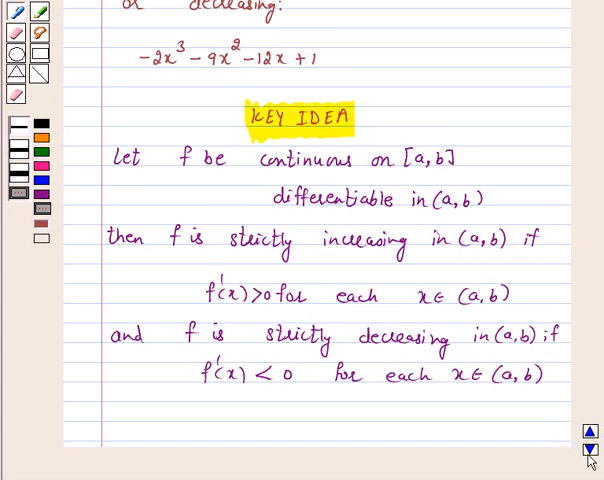 or decreasing:
-2x³ - 9x² - 12x + 1
KEY IDEA
Let f be continuous on [a, b]
differentiable in (a, b)
then f is strictly increasing in (a, b) if
f'(x) > 0 for each x ∈ (a, b)
and f is strictly decreasing in (a, b) if
f'(x) < 0 for each x ∈ (a, b)